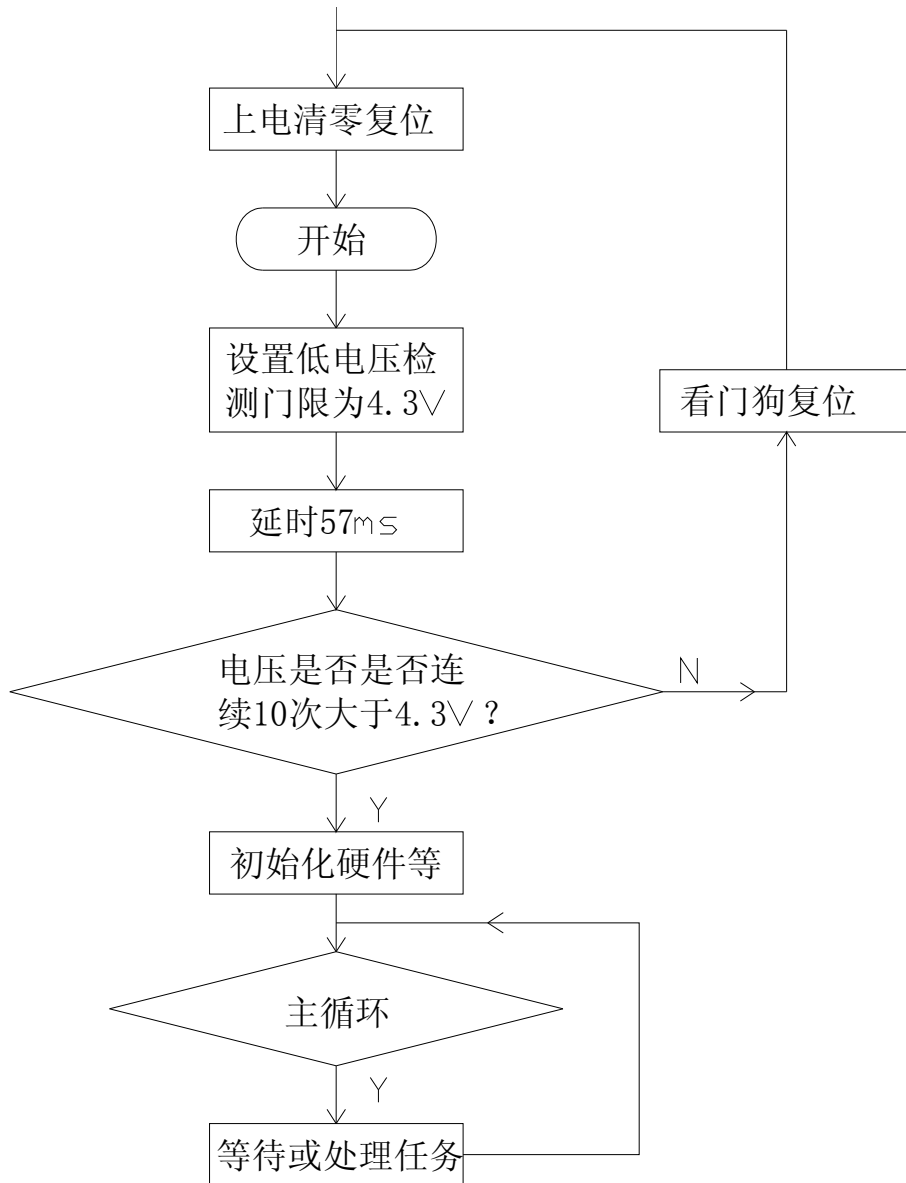 上电清零复位
开始
设置低电压检
测门限为4.3V
看门狗复位
延时57ms
电压是否是否连
续10次大于4.3V？
N
Y
初始化硬件等
主循环
Y
等待或处理任务